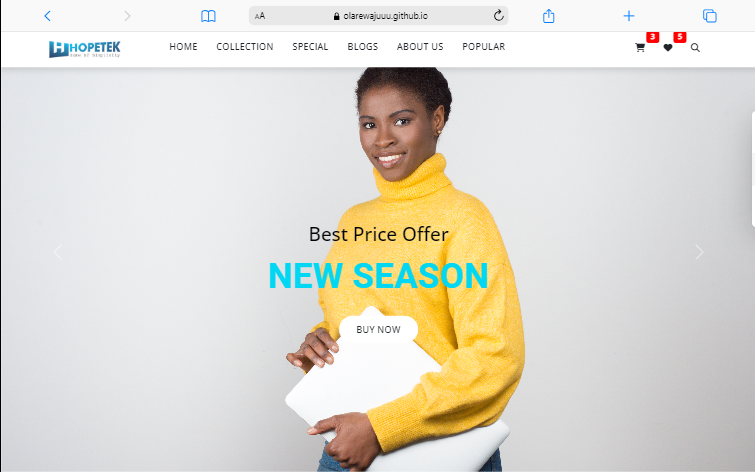 AA olarewajuuu.github.io
HOPETEK HOME COLLECTION SPECIAL BLOGS ABOUT US POPULAR 3 5
Best Price Offer
NEW SEASON
BUY NOW